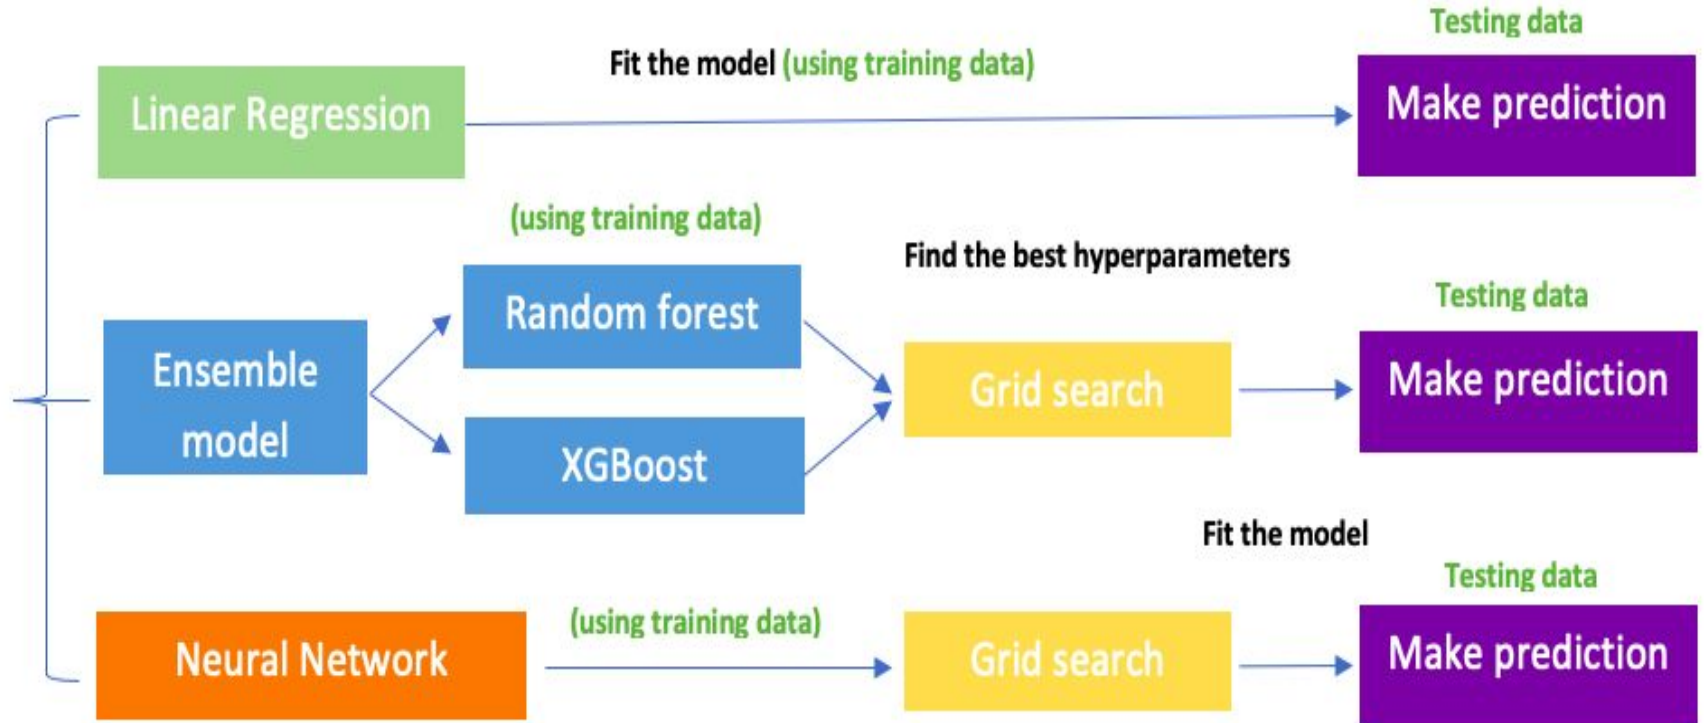 Testing data
Fit the model (using training data)
Linear Regression
Make prediction
(using training data)
Find the best hyperparameters
Random forest
Testing data
Ensemble
model
Grid search
Make prediction
XGBoost
Fit the model
Testing data
Neural Network
(using training data)
Grid search
Make prediction